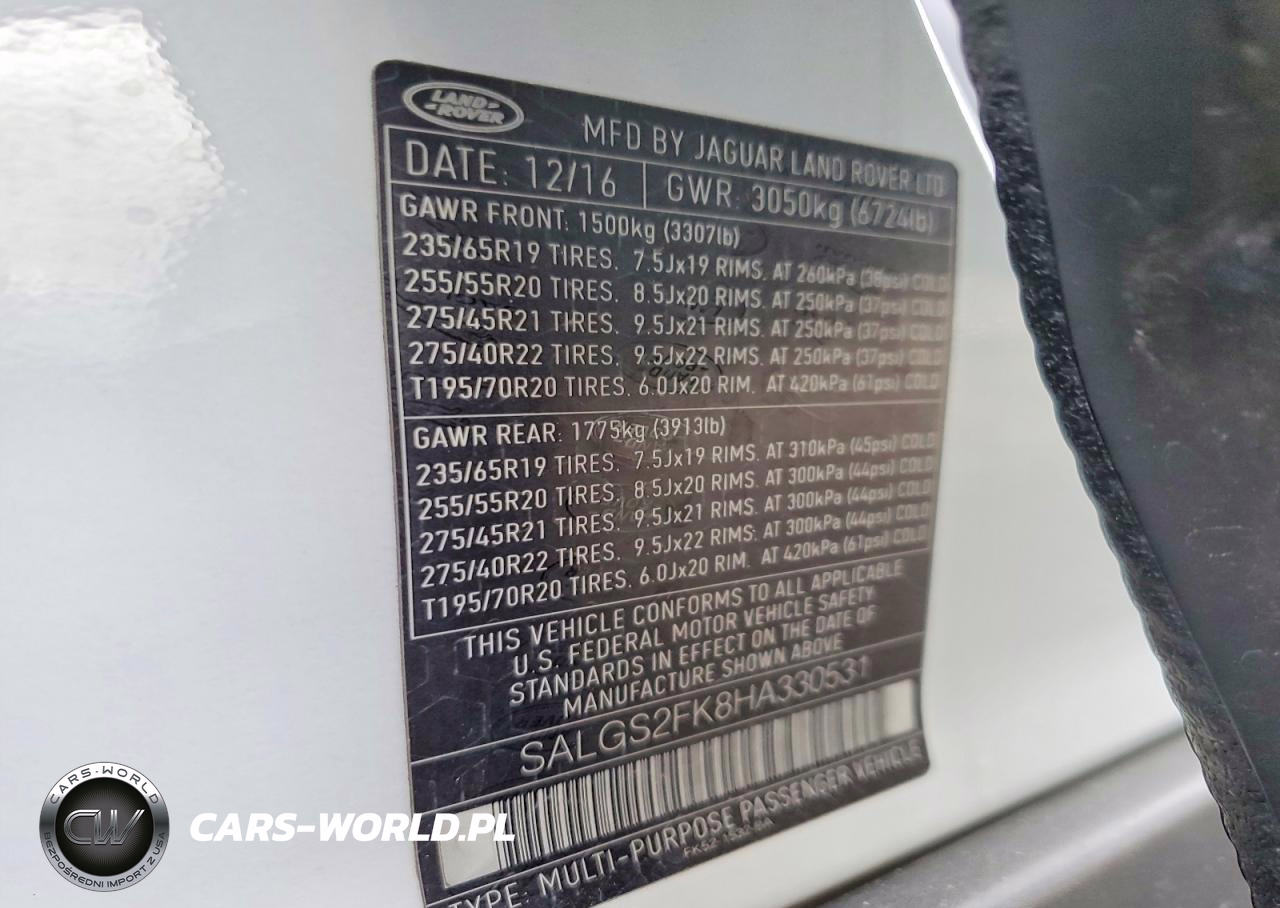 LAND
ROVER
MFD BY JAGUAR LAND ROVER LTD
DATE: 12/16 GWR: 3050kg (6724lb)
GAWR FRONT: 1500kg (3307lb)
235/65R19 TIRES. 7.5Jx19 RIMS. AT 260kPa (38psi) COLD
255/55R20 TIRES. 8.5Jx20 RIMS. AT 250kPa (37psi) COLD
275/45R21 TIRES. 9.5Jx21 RIMS. AT 250kPa (37psi) COLD
275/40R22 TIRES. 9.5Jx22 RIMS. AT 250kPa (37psi) COLD
T195/70R20 TIRES. 6.0Jx20 RIM. AT 420kPa (61psi) COLD
GAWR REAR: 1775kg (3913lb)
235/65R19 TIRES. 7.5Jx19 RIMS. AT 310kPa (45psi) COLD
255/55R20 TIRES. 8.5Jx20 RIMS. AT 300kPa (44psi) COLD
275/45R21 TIRES. 9.5Jx21 RIMS. AT 300kPa (44psi) COLD
275/40R22 TIRES. 9.5Jx22 RIMS. AT 300kPa (44psi) COLD
T195/70R20 TIRES. 6.0Jx20 RIM. AT 420kPa (61psi) COLD
THIS VEHICLE CONFORMS TO ALL APPLICABLE
U.S. FEDERAL MOTOR VEHICLE SAFETY
STANDARDS IN EFFECT ON THE DATE OF
MANUFACTURE SHOWN ABOVE
SALGS2FK8HA330531
TYPE: MULTI-PURPOSE PASSENGER VEHICLE
CARS-WORLD
CW
BEZPOŚREDNI IMPORT Z USA
CARS-WORLD.PL